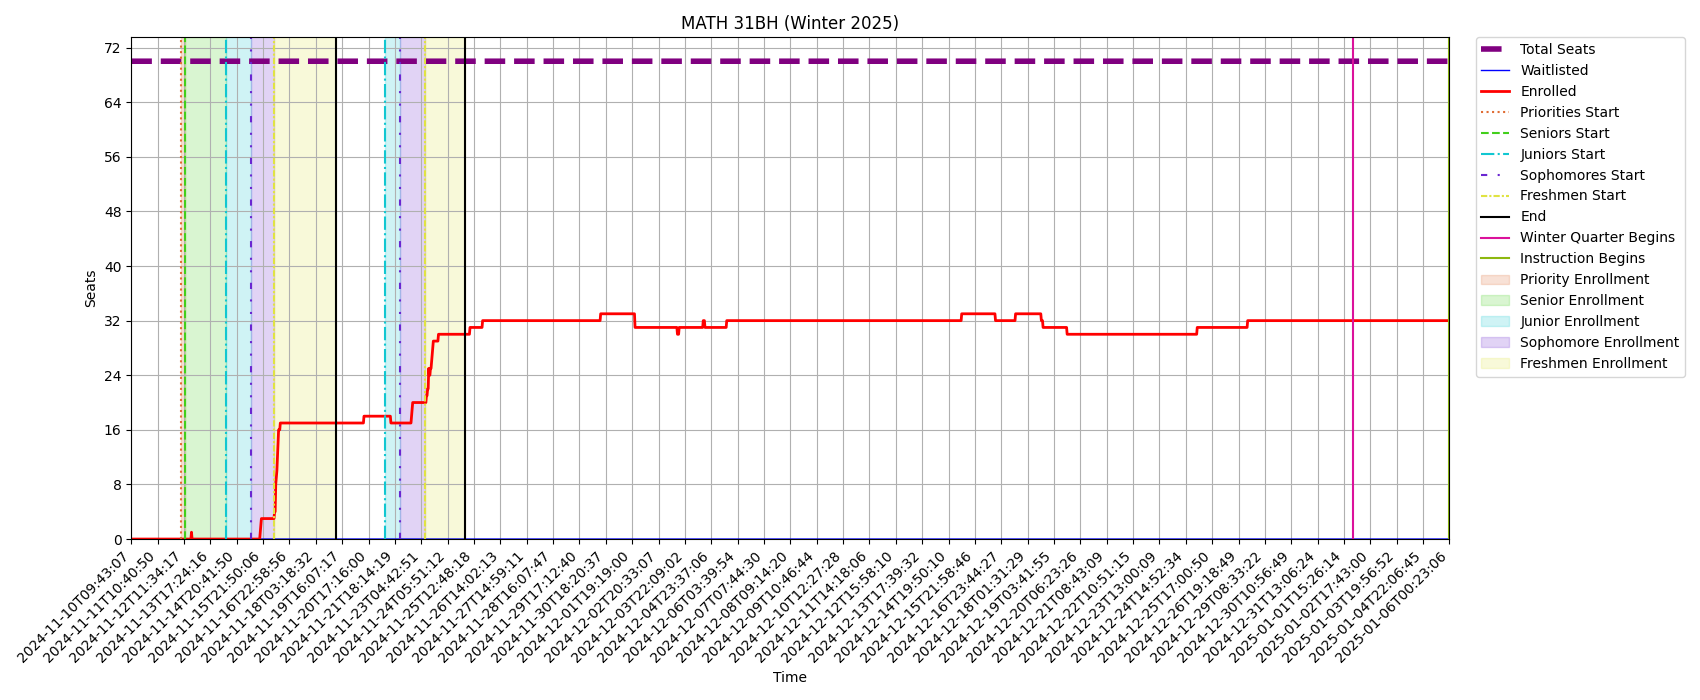 MATH 31BH (Winter 2025)
Seats
72
64
56
48
40
32
24
16
8
0
2024-11-10T09:43:07
2024-11-11T10:40:50
2024-11-12T11:34:17
2024-11-13T17:24:16
2024-11-14T20:41:50
2024-11-15T21:50:06
2024-11-16T22:58:56
2024-11-18T03:18:32
2024-11-19T16:07:17
2024-11-20T17:16:00
2024-11-21T18:14:19
2024-11-23T04:42:51
2024-11-24T05:51:12
2024-11-25T12:48:18
2024-11-26T14:02:13
2024-11-27T14:59:11
2024-11-28T16:07:47
2024-11-29T17:12:40
2024-11-30T18:20:37
2024-12-01T19:19:00
2024-12-02T20:33:07
2024-12-03T22:09:02
2024-12-04T23:37:06
2024-12-06T03:39:54
2024-12-07T07:44:30
2024-12-08T09:14:20
2024-12-09T10:46:44
2024-12-10T12:27:28
2024-12-11T14:18:06
2024-12-12T15:58:10
2024-12-13T17:39:32
2024-12-14T19:50:10
2024-12-15T21:58:46
2024-12-16T23:44:27
2024-12-18T01:31:29
2024-12-19T03:41:55
2024-12-20T06:23:26
2024-12-21T08:43:09
2024-12-22T10:51:15
2024-12-23T13:00:09
2024-12-24T14:52:34
2024-12-25T17:00:50
2024-12-26T19:18:49
2024-12-29T08:33:22
2024-12-30T10:56:49
2024-12-31T13:06:24
2025-01-01T15:26:14
2025-01-02T17:43:00
2025-01-03T19:56:52
2025-01-04T22:06:45
2025-01-06T00:23:06
Time
Total Seats
Waitlisted
Enrolled
Priorities Start
Seniors Start
Juniors Start
Sophomores Start
Freshmen Start
End
Winter Quarter Begins
Instruction Begins
Priority Enrollment
Senior Enrollment
Junior Enrollment
Sophomore Enrollment
Freshmen Enrollment